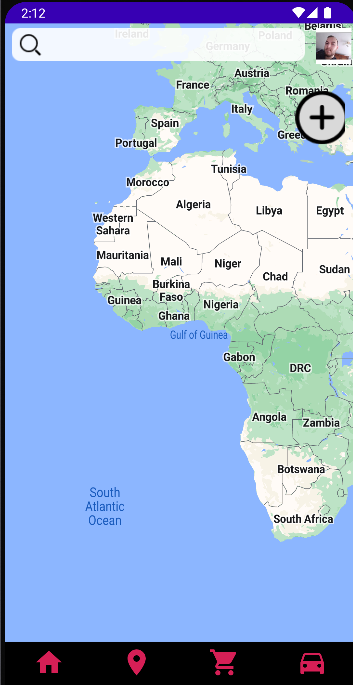 2:12
Ireland
Poland
Belarus
Germany
Austria
France
Romania
Italy
Spain
Portugal
Greece
Tunisia
Morocco
Algeria
Libya
Egypt
Western
Sahara
Mauritania
Mali
Niger
Chad
Sudan
Burkina
Faso
Guinea
Nigeria
Ghana
Gulf of Guinea
Gabon
DRC
Angola
Zambia
Botswana
South
Atlantic
Ocean
South Africa